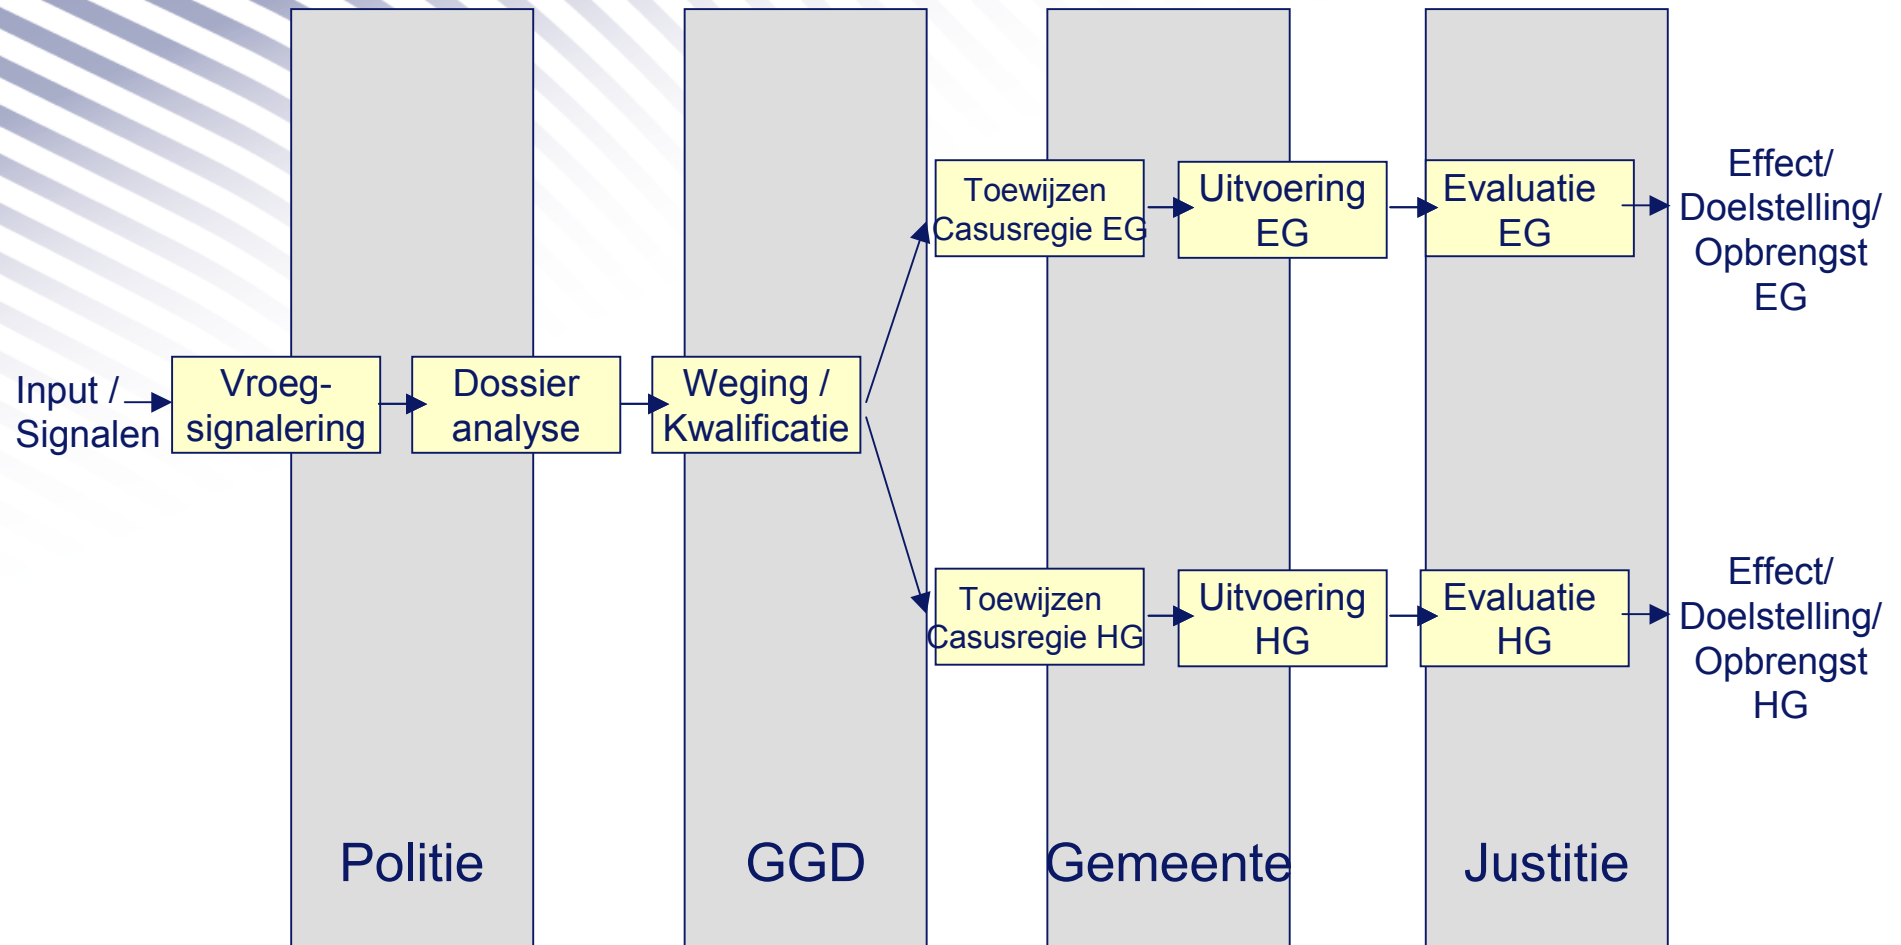 Input /
Signalen
Vroeg-
signalering
Dossier
analyse
Weging /
Kwalificatie
Toewijzen
Casusregie EG
Uitvoering
EG
Evaluatie
EG
Effect/
Doelstelling/
Opbrengst
EG
Toewijzen
Casusregie HG
Uitvoering
HG
Evaluatie
HG
Effect/
Doelstelling/
Opbrengst
HG
Politie
GGD
Gemeente
Justitie